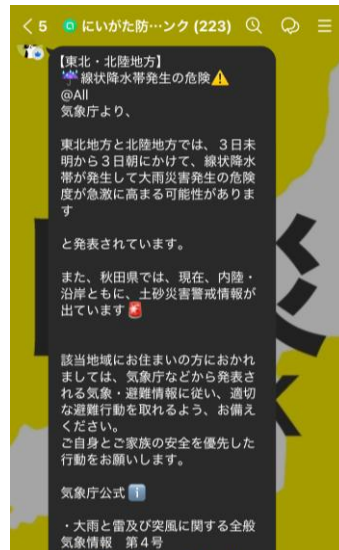 5
にいがた防…ンク (223)
【東北・北陸地方】
☔線状降水帯発生の危険⚠️
@All
気象庁より、
東北地方と北陸地方では、３日未
明から３日朝にかけて、線状降水
帯が発生して大雨災害発生の危険
度が急激に高まる可能性がありま
す
と発表されています。
また、秋田県では、現在、内陸・
沿岸ともに、土砂災害警戒情報が
出ています🚨
該当地域にお住まいの方におかれ
ましては、気象庁などから発表さ
れる気象・避難情報に従い、適切
な避難行動を取れるよう、お備え
ください。
ご自身とご家族の安全を優先した
行動をお願いします。
気象庁公式ℹ️
・大雨と雷及び突風に関する全般
気象情報　第４号